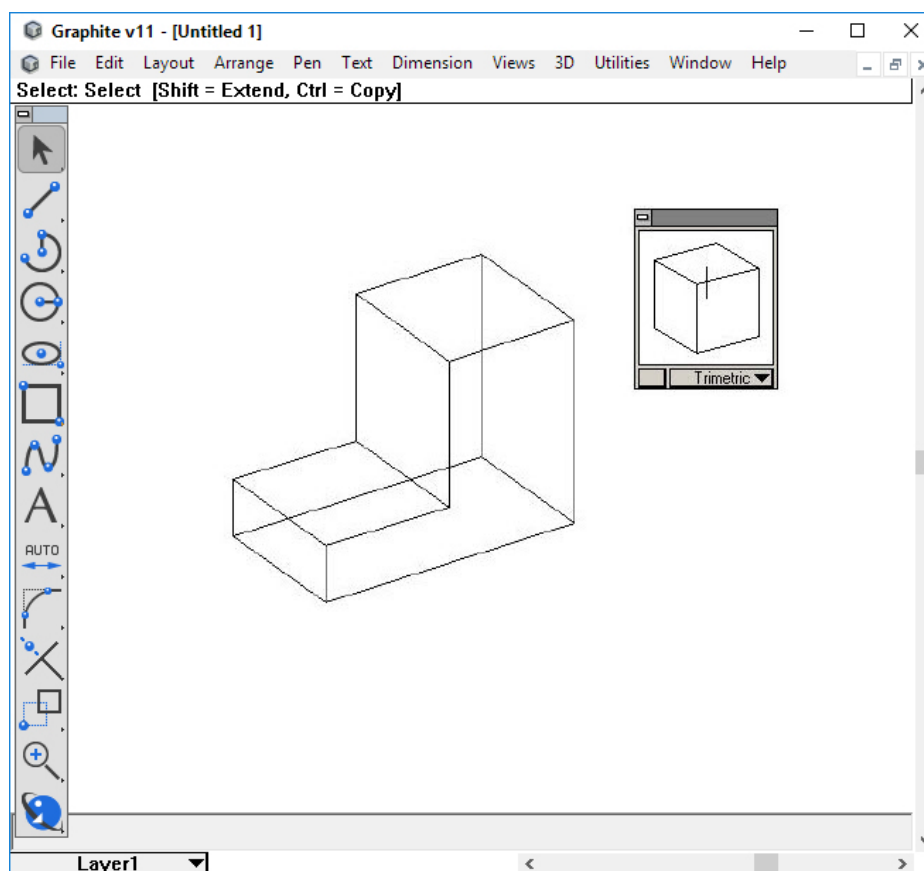 Graphite v11 - [Untitled 1]
File Edit Layout Arrange Pen Text Dimension Views 3D Utilities Window Help
Select: Select [Shift = Extend, Ctrl = Copy]
A
AUTO
Trimetric
Layer1